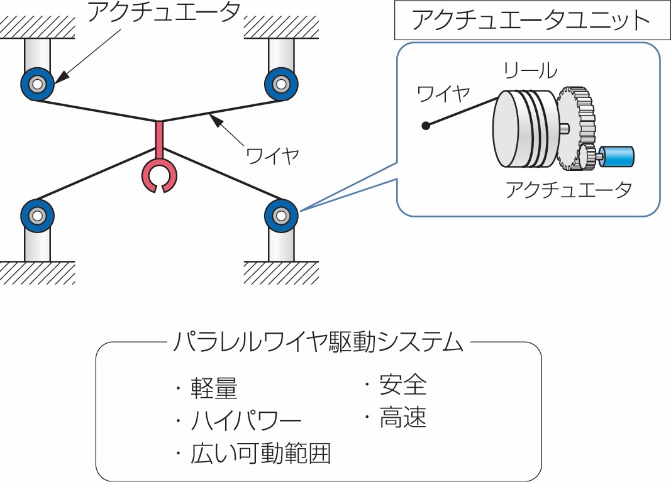 アクチュエータ
ワイヤ
アクチュエータユニット
リール
ワイヤ
アクチュエータ
パラレルワイヤ駆動システム
・軽量
・ハイパワー
・広い可動範囲
・安全
・高速